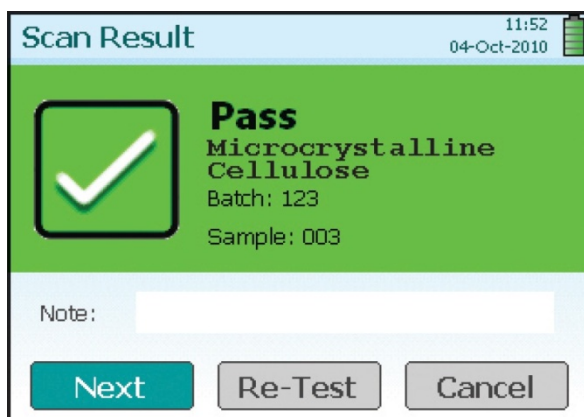 Scan Result
11:52
04-Oct-2010
Pass
Microcrystalline
Cellulose
Batch: 123
Sample: 003
Note:
Next Re-Test Cancel